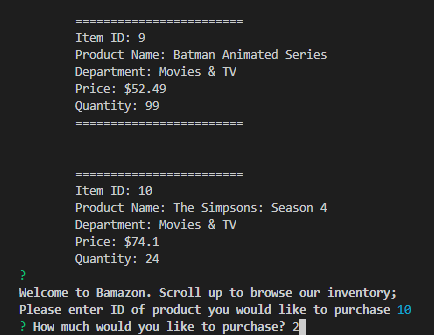 ========================
Item ID: 9
Product Name: Batman Animated Series
Department: Movies & TV
Price: $52.49
Quantity: 99
========================
========================
Item ID: 10
Product Name: The Simpsons: Season 4
Department: Movies & TV
Price: $74.1
Quantity: 24
?
Welcome to Bamazon. Scroll up to browse our inventory;
Please enter ID of product you would like to purchase 10
? How much would you like to purchase? 2